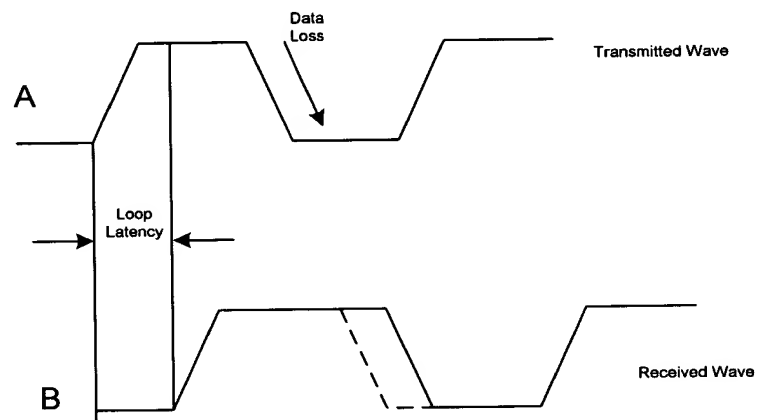 Data
Loss
Transmitted Wave
A
Loop
Latency
Received Wave
B